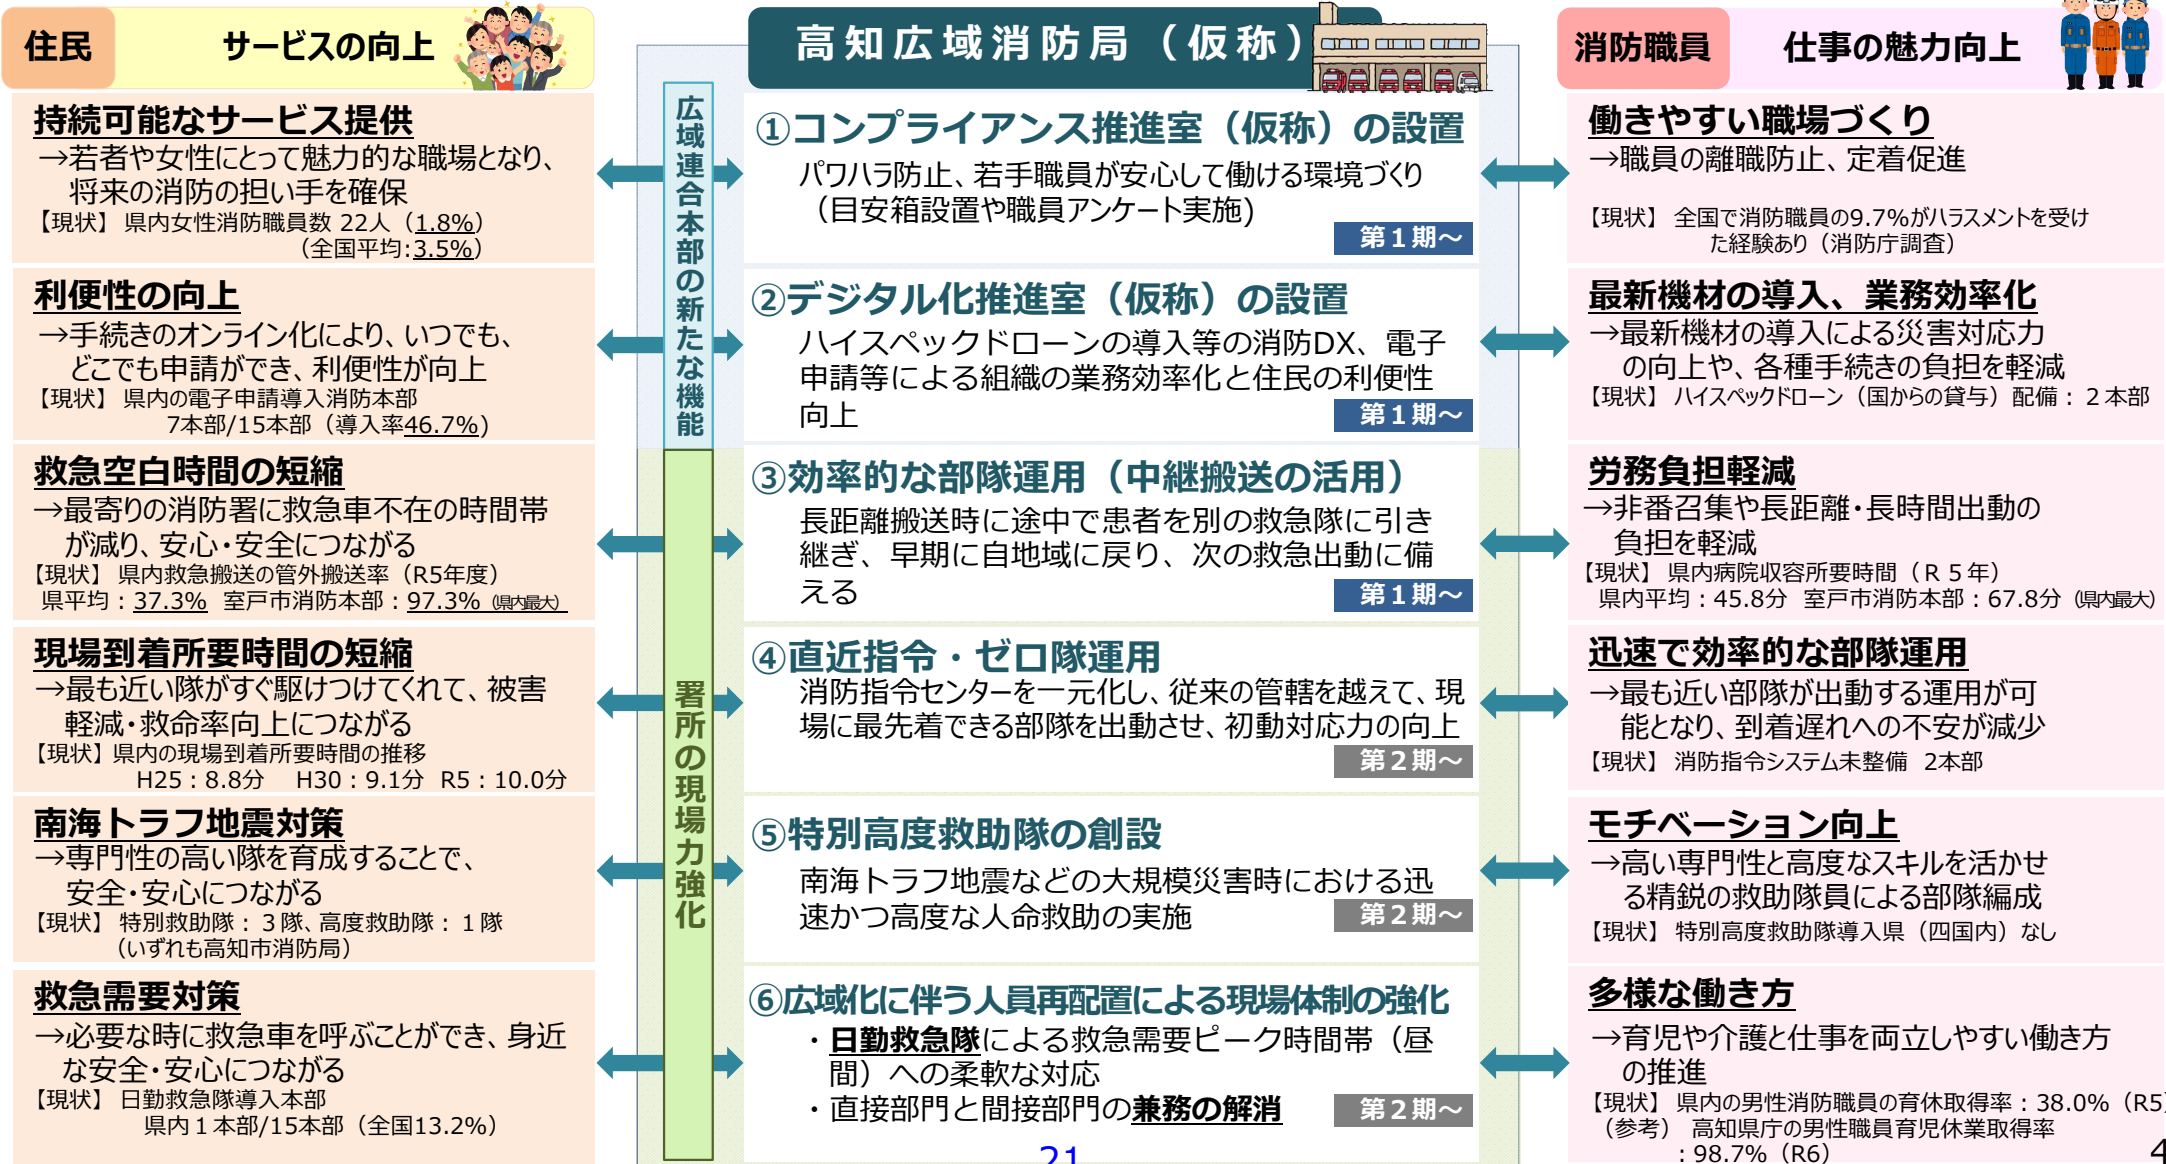 住民
サービスの向上
持続可能なサービス提供
→若者や女性にとって魅力的な職場となり、
将来の消防の担い手を確保
【現状】 県内女性消防職員数 22人（1.8%）
（全国平均:3.5%）
利便性の向上
→手続きのオンライン化により、いつでも、
どこでも申請ができ、利便性が向上
【現状】 県内の電子申請導入消防本部
7本部/15本部（導入率46.7%）
救急空白時間の短縮
→最寄りの消防署に救急車不在の時間帯
が減り、安心・安全につながる
【現状】 県内救急搬送の管外搬送率（R5年度）
県平均：37.3% 室戸市消防本部：97.3%（県内最大）
現場到着所要時間の短縮
→最も近い隊がすぐ駆けつけてくれて、被害
軽減・救命率向上につながる
【現状】県内の現場到着所要時間の推移
H25：8.8分 H30：9.1分 R5：10.0分
南海トラフ地震対策
→専門性の高い隊を育成することで、
安全・安心につながる
【現状】 特別救助隊：３隊、高度救助隊：１隊
（いずれも高知市消防局）
救急需要対策
→必要な時に救急車を呼ぶことができ、身近
な安全・安心につながる
【現状】 日勤救急隊導入本部
県内１本部/15本部（全国13.2%）
高知広域消防局（仮称）
広域連合本部の新たな機能
①コンプライアンス推進室（仮称）の設置
パワハラ防止、若手職員が安心して働ける環境づくり
（目安箱設置や職員アンケート実施)
第１期～
②デジタル化推進室（仮称）の設置
ハイスペックドローンの導入等の消防DX、電子
申請等による組織の業務効率化と住民の利便性
向上
第１期～
署所の現場力強化
③効率的な部隊運用（中継搬送の活用）
長距離搬送時に途中で患者を別の救急隊に引き
継ぎ、早期に自地域に戻り、次の救急出動に備
える
第１期～
④直近指令・ゼロ隊運用
消防指令センターを一元化し、従来の管轄を越えて、現
場に最先着できる部隊を出動させ、初動対応力の向上
第２期～
⑤特別高度救助隊の創設
南海トラフ地震などの大規模災害時における迅
速かつ高度な人命救助の実施
第２期～
⑥広域化に伴う人員再配置による現場体制の強化
・日勤救急隊による救急需要ピーク時間帯（昼
間）への柔軟な対応
・直接部門と間接部門の兼務の解消
第２期～
21
消防職員
仕事の魅力向上
働きやすい職場づくり
→職員の離職防止、定着促進
【現状】 全国で消防職員の9.7%がハラスメントを受け
た経験あり（消防庁調査）
最新機材の導入、業務効率化
→最新機材の導入による災害対応力
の向上や、各種手続きの負担を軽減
【現状】 ハイスペックドローン（国からの貸与）配備：２本部
労務負担軽減
→非番召集や長距離・長時間出動の
負担を軽減
【現状】 県内病院収容所要時間（Ｒ５年）
県内平均：45.8分 室戸市消防本部：67.8分（県内最大）
迅速で効率的な部隊運用
→最も近い部隊が出動する運用が可
能となり、到着遅れへの不安が減少
【現状】 消防指令システム未整備 2本部
モチベーション向上
→高い専門性と高度なスキルを活かせ
る精鋭の救助隊員による部隊編成
【現状】 特別高度救助隊導入県（四国内）なし
多様な働き方
→育児や介護と仕事を両立しやすい働き方
の推進
【現状】 県内の男性消防職員の育休取得率：38.0%（R5）
（参考） 高知県庁の男性職員育児休業取得率
：98.7%（R6）
4